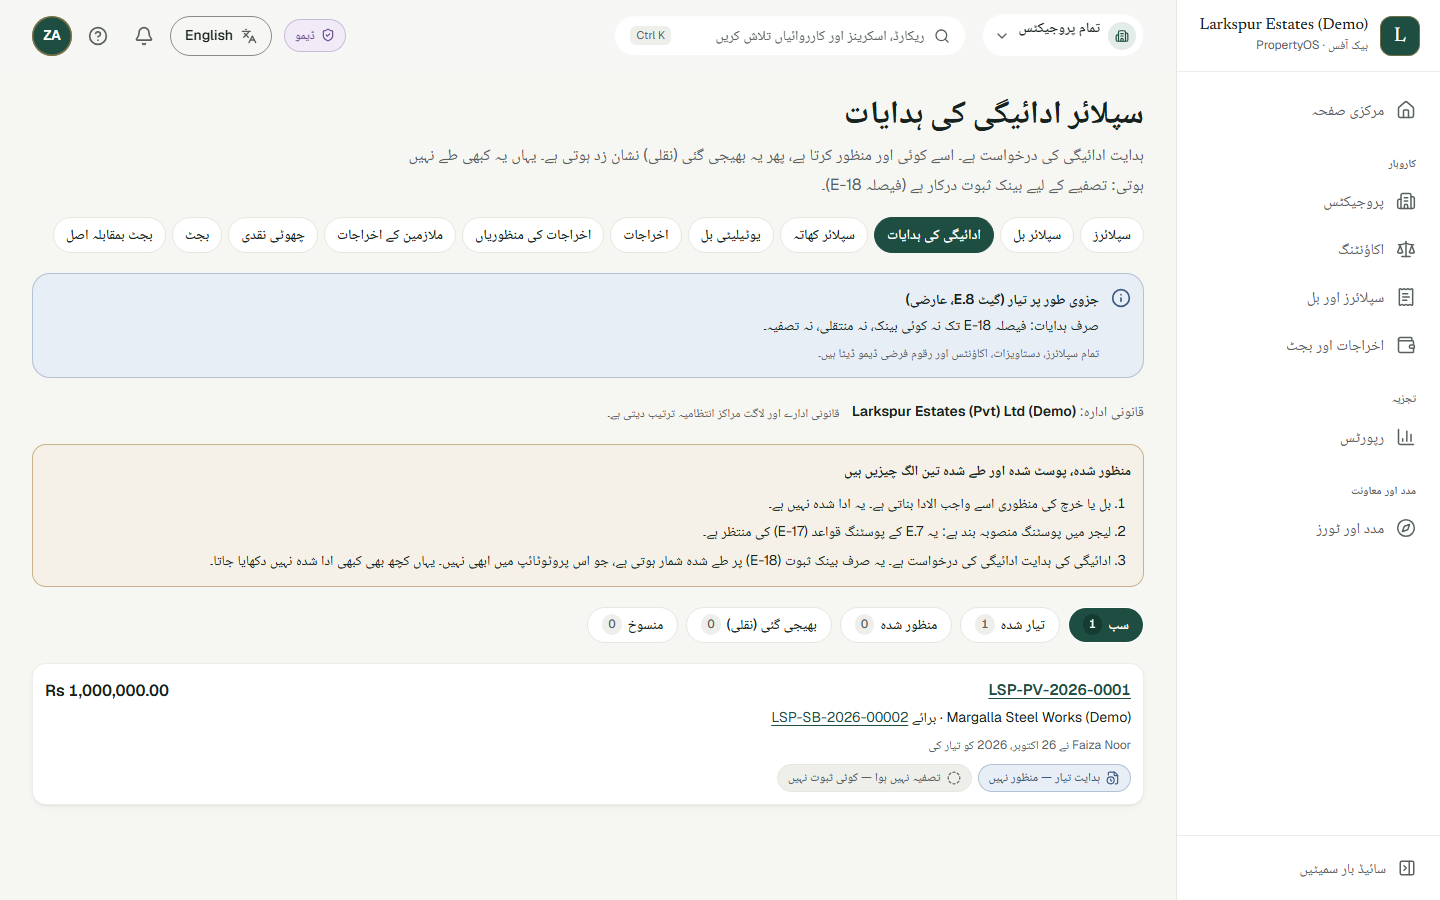 Larkspur Estates (Demo)
بیک آفس · PropertyOS
L
مرکزی صفحہ
کاروبار
پروجیکٹس
اکاؤنٹنگ
سپلائرز اور بل
اخراجات اور بجٹ
تجزیہ
رپورٹس
مدد اور معاونت
مدد اور ٹورز
سائیڈ بار سمیٹیں
تمام پروجیکٹس
ریکارڈ، اسکرینز اور کارروائیاں تلاش کریں
Ctrl K
ڈیمو
English
ZA
سپلائر ادائیگی کی ہدایات
ہدایت ادائیگی کی درخواست ہے۔ اسے کوئی اور منظور کرتا ہے، پھر یہ بھیجی گئی (نقلی) نشان زد ہوتی ہے۔ یہاں یہ کبھی طے نہیں
ہوتی: تصفیے کے لیے بینک ثبوت درکار ہے (فیصلہ E-18)۔
سپلائرز
سپلائر بل
ادائیگی کی ہدایات
سپلائر کھاتہ
یوٹیلیٹی بل
اخراجات
اخراجات کی منظوریاں
ملازمین کے اخراجات
چھوٹی نقدی
بجٹ
بجٹ بمقابلہ اصل
جزوی طور پر تیار (گیٹ E.8، عارضی)
صرف ہدایات: فیصلہ E-18 تک نہ کوئی بینک، نہ منتقلی، نہ تصفیہ۔
تمام سپلائرز، دستاویزات، اکاؤنٹس اور رقوم فرضی ڈیمو ڈیٹا ہیں۔
قانونی ادارہ: Larkspur Estates (Pvt) Ltd (Demo) قانونی ادارے اور لاگت مراکز انتظامیہ ترتیب دیتی ہے۔
منظور شدہ، پوسٹ شدہ اور طے شدہ تین الگ چیزیں ہیں
1. بل یا خرچ کی منظوری اسے واجب الادا بناتی ہے۔ یہ ادا شدہ نہیں ہے۔
2. لیجر میں پوسٹنگ منصوبہ بند ہے: یہ E.7 کے پوسٹنگ قواعد (E-17) کی منتظر ہے۔
3. ادائیگی کی ہدایت ادائیگی کی درخواست ہے۔ یہ صرف بینک ثبوت (E-18) پر طے شدہ شمار ہوتی ہے، جو اس پروٹوٹائپ میں ابھی نہیں۔ یہاں کچھ بھی کبھی ادا شدہ نہیں دکھایا جاتا۔
سب 1
تیار شدہ 1
منظور شدہ 0
بھیجی گئی (نقلی) 0
منسوخ 0
LSP-PV-2026-0001
Rs 1,000,000.00
Margalla Steel Works (Demo) · برائے LSP-SB-2026-00002
Faiza Noor نے 26 اکتوبر، 2026 کو تیار کی
ہدایت تیار — منظور نہیں
تصفیہ نہیں ہوا — کوئی ثبوت نہیں